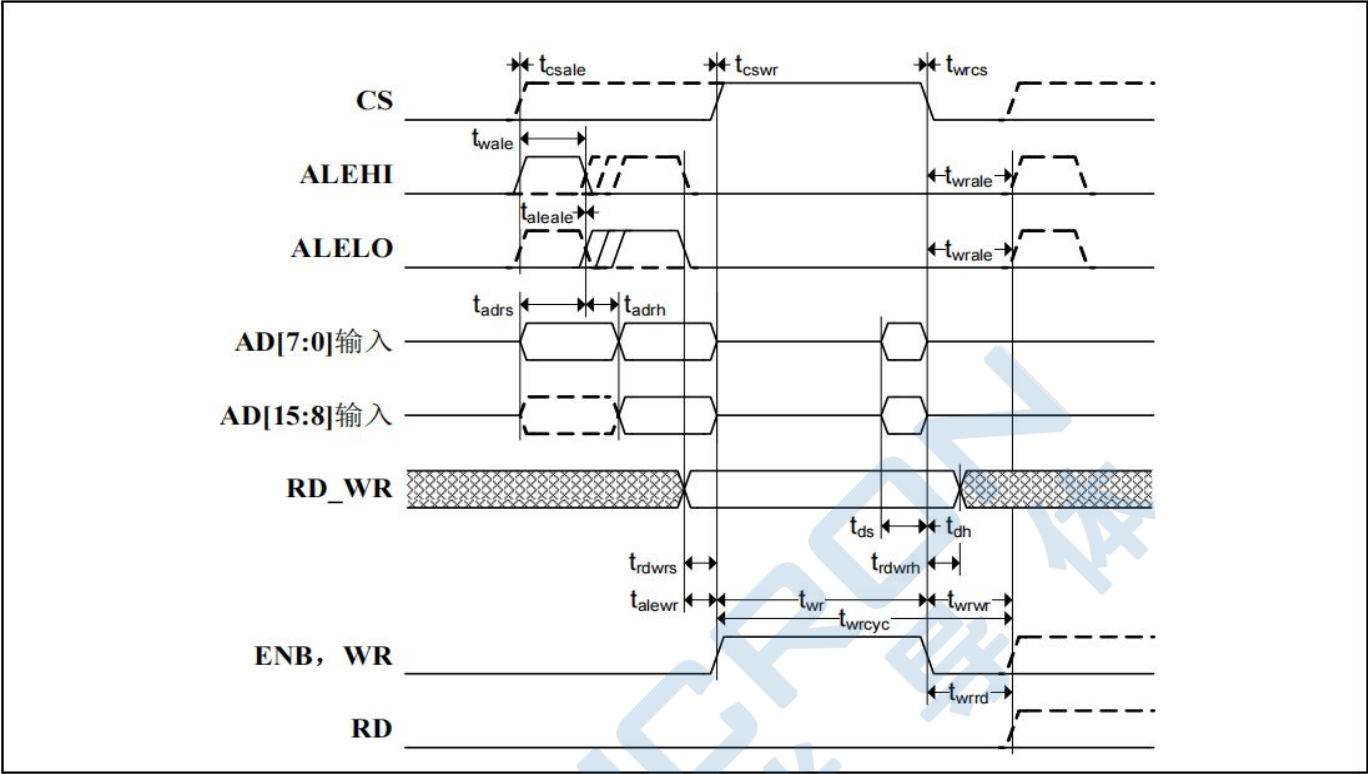 tcsale tcswr twrcs
CS
twale
ALEHI
twrale
taleale
ALELO
twrale
tadrs tadrh
AD[7:0]输入
AD[15:8]输入
RD_WR
tds tdh
trdwrs trdwrh
talewr twr twrwr
twrcyc
ENB，WR
twrrd
RD
CRON